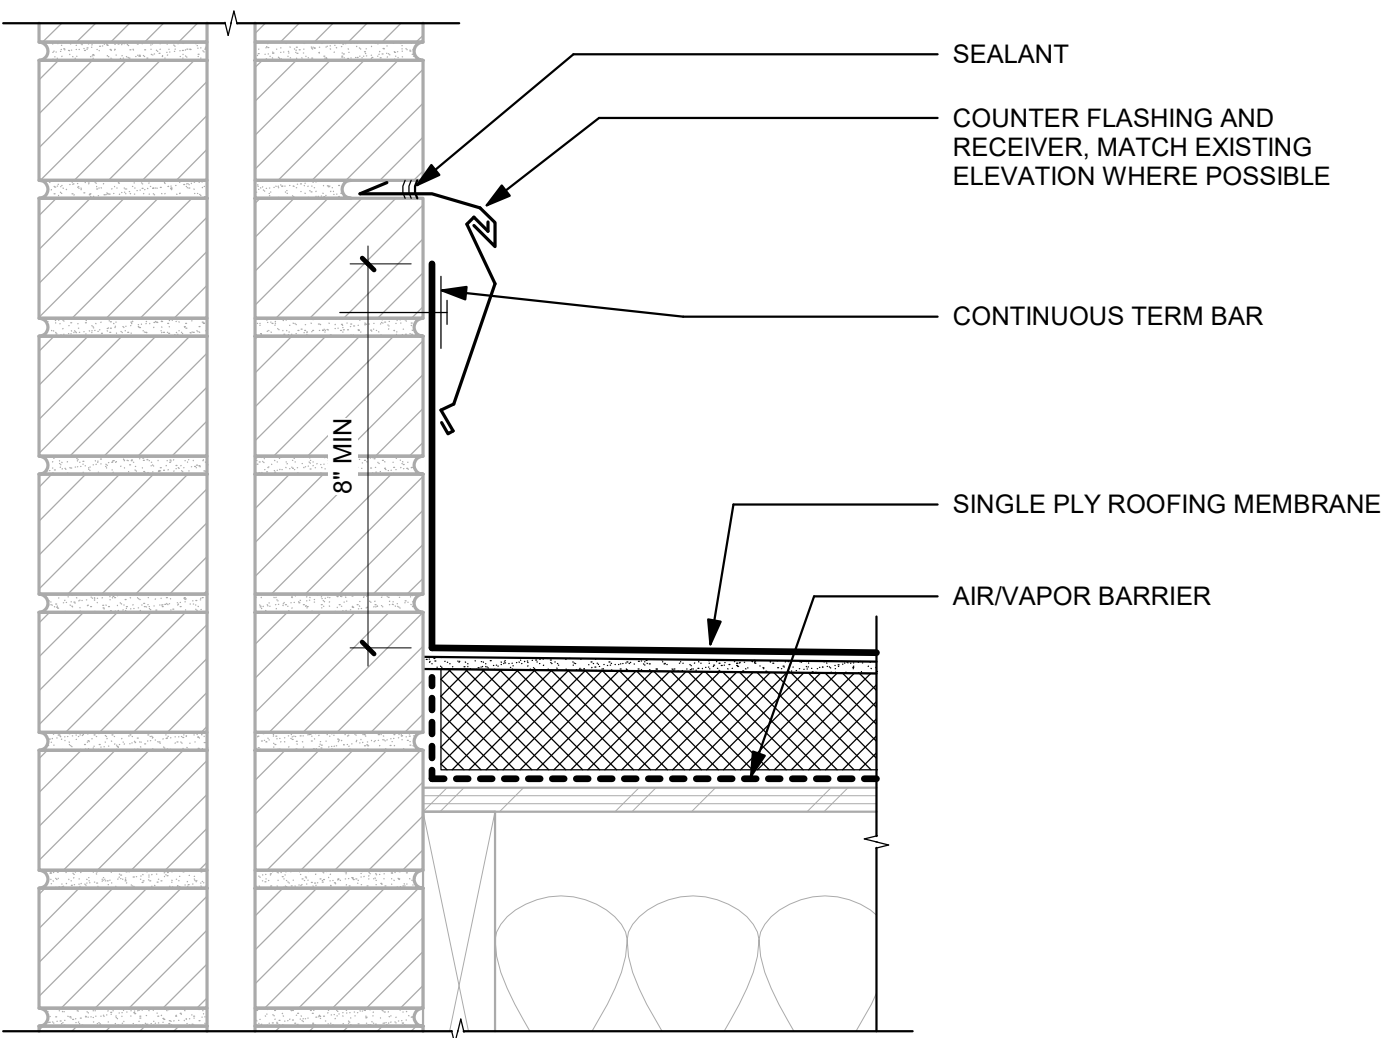 SEALANT
COUNTER FLASHING AND
RECEIVER, MATCH EXISTING
ELEVATION WHERE POSSIBLE
CONTINUOUS TERM BAR
8" MIN
SINGLE PLY ROOFING MEMBRANE
AIR/VAPOR BARRIER